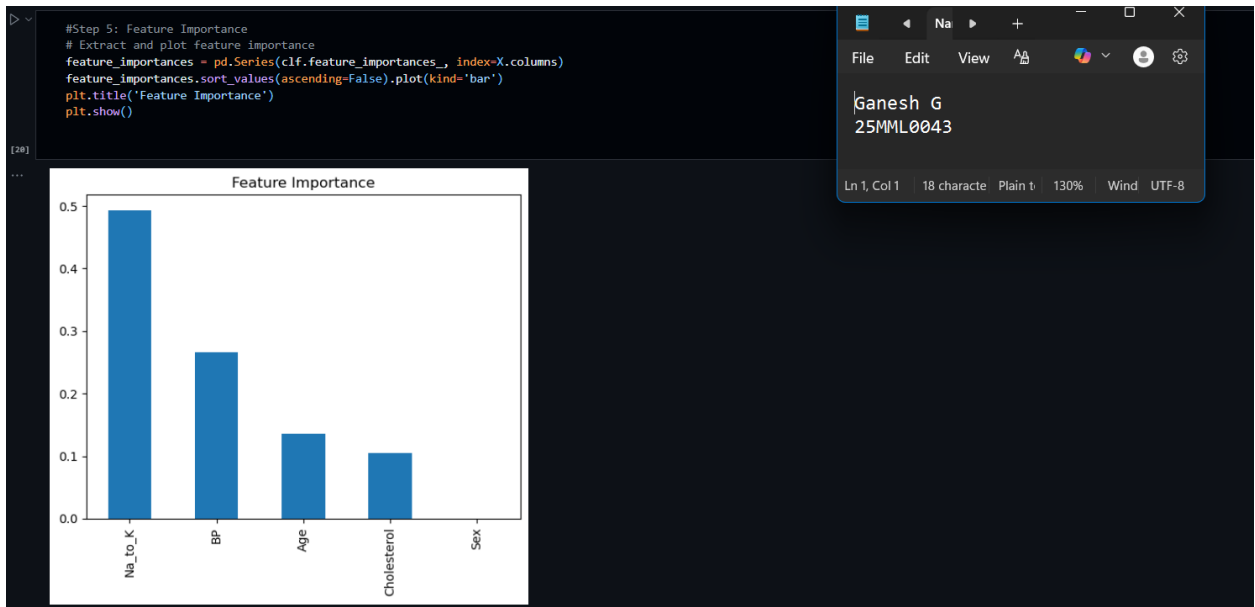 #Step 5: Feature Importance
# Extract and plot feature importance
feature_importances = pd.Series(clf.feature_importances_, index=X.columns)
feature_importances.sort_values(ascending=False).plot(kind='bar')
plt.title('Feature Importance')
plt.show()
[20]
...
Feature Importance
0.5
0.4
0.3
0.2
0.1
0.0
Na_to_K
BP
Age
Cholesterol
Sex
Na
File Edit View
Ganesh G
25MML0043
Ln 1, Col 1 18 characte Plain t 130% Wind UTF-8